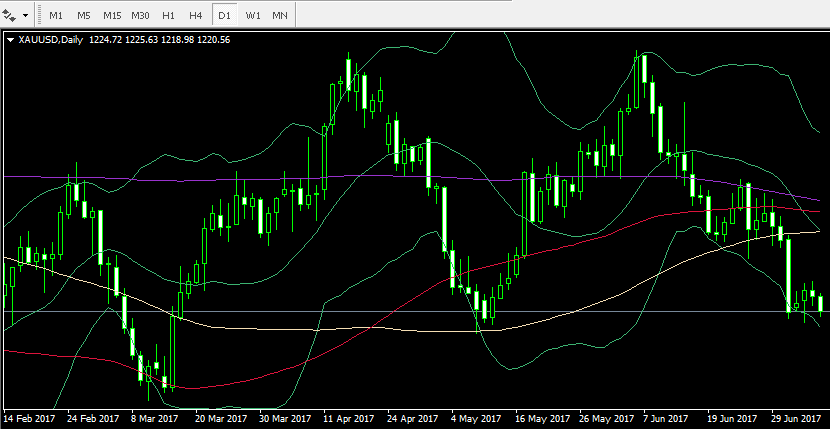 M1 M5 M15 M30 H1 H4 D1 W1 MN
XAUUSD,Daily 1224.72 1225.63 1218.98 1220.56
14 Feb 2017 24 Feb 2017 8 Mar 2017 20 Mar 2017 30 Mar 2017 11 Apr 2017 24 Apr 2017 4 May 2017 16 May 2017 26 May 2017 7 Jun 2017 19 Jun 2017 29 Jun 2017